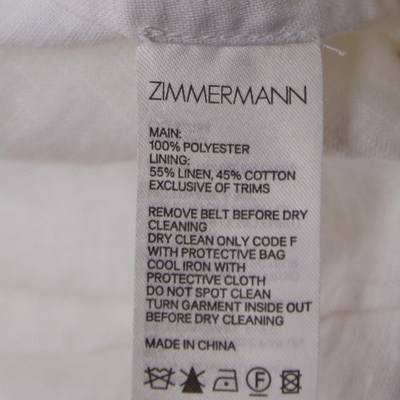 ZIMMERMANN
MAIN:
100% POLYESTER
LINING:
55% LINEN, 45% COTTON
EXCLUSIVE OF TRIMS
REMOVE BELT BEFORE DRY
CLEANING
DRY CLEAN ONLY CODE F
WITH PROTECTIVE BAG
COOL IRON WITH
PROTECTIVE CLOTH
DO NOT SPOT CLEAN
TURN GARMENT INSIDE OUT
BEFORE DRY CLEANING
MADE IN CHINA
F